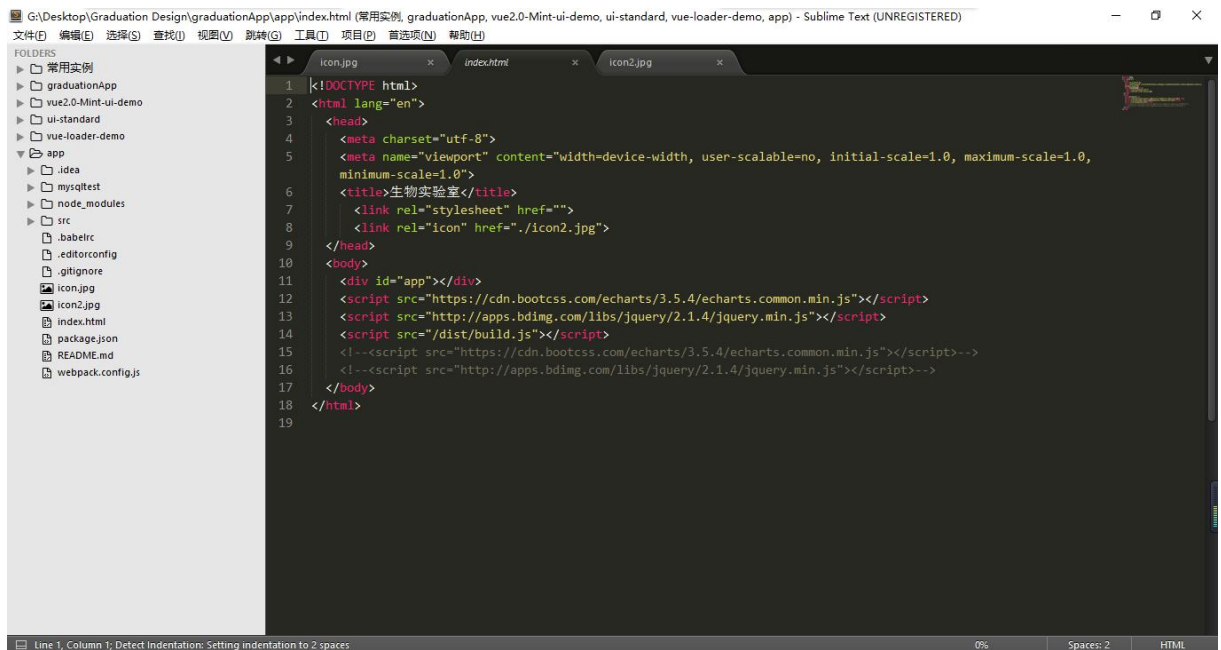 G:\Desktop\Graduation Design\graduationApp\app\index.html (常用实例, graduationApp, vue2.0-Mint-ui-demo, ui-standard, vue-loader-demo, app) - Sublime Text (UNREGISTERED)
文件(F) 编辑(E) 选择(S) 查找(I) 视图(V) 跳转(G) 工具(T) 项目(P) 首选项(N) 帮助(H)
FOLDERS
常用实例
graduationApp
vue2.0-Mint-ui-demo
ui-standard
vue-loader-demo
app
.idea
mysqltest
node_modules
src
.babelrc
.editorconfig
.gitignore
icon.jpg
icon2.jpg
index.html
package.json
README.md
webpack.config.js
icon.jpg × index.html × icon2.jpg ×
1 <!DOCTYPE html>
2 <html lang="en">
3 <head>
4 <meta charset="utf-8">
5 <meta name="viewport" content="width=device-width, user-scalable=no, initial-scale=1.0, maximum-scale=1.0,
minimum-scale=1.0">
6 <title>生物实验室</title>
7 <link rel="stylesheet" href="">
8 <link rel="icon" href="./icon2.jpg">
9 </head>
10 <body>
11 <div id="app"></div>
12 <script src="https://cdn.bootcss.com/echarts/3.5.4/echarts.common.min.js"></script>
13 <script src="http://apps.bdimg.com/libs/jquery/2.1.4/jquery.min.js"></script>
14 <script src="/dist/build.js"></script>
15 <!--<script src="https://cdn.bootcss.com/echarts/3.5.4/echarts.common.min.js"></script>-->
16 <!--<script src="http://apps.bdimg.com/libs/jquery/2.1.4/jquery.min.js"></script>-->
17 </body>
18 </html>
19
Line 1, Column 1; Detect Indentation: Setting indentation to 2 spaces 0% Spaces: 2 HTML